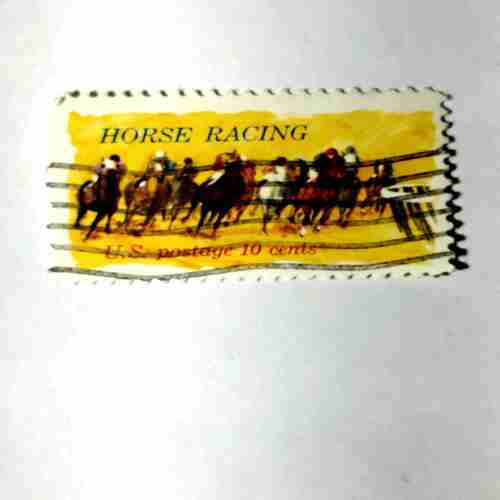 HORSE RACING
U.S. postage 10 cents